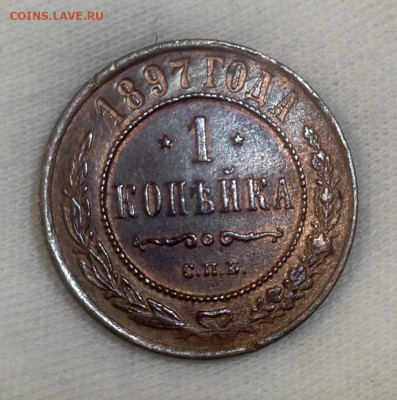 COINS.LAVE.RU
1897 ГОДА
1
КОПѢЙКА
С.П.Б.